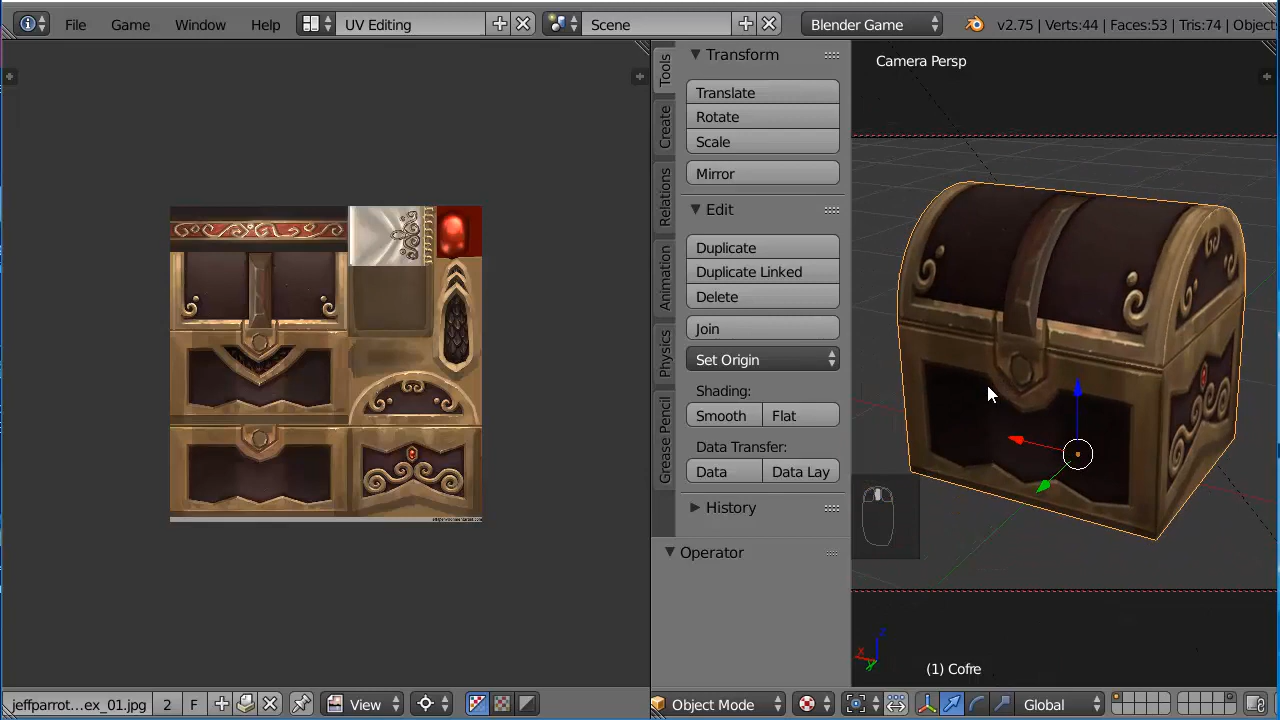 File Game Window Help UV Editing Scene Blender Game v2.75 | Verts:44 | Faces:53 | Tris:74 | Object
Tools
Create
Relations
Animation
Physics
Grease Pencil
Transform
Translate
Rotate
Scale
Mirror
Edit
Duplicate
Duplicate Linked
Delete
Join
Set Origin
Shading:
Smooth Flat
Data Transfer:
Data Data Lay
History
Operator
Camera Persp
z
x
y
(1) Cofre
jeffparrot...ex_01.jpg 2 F View Object Mode Global